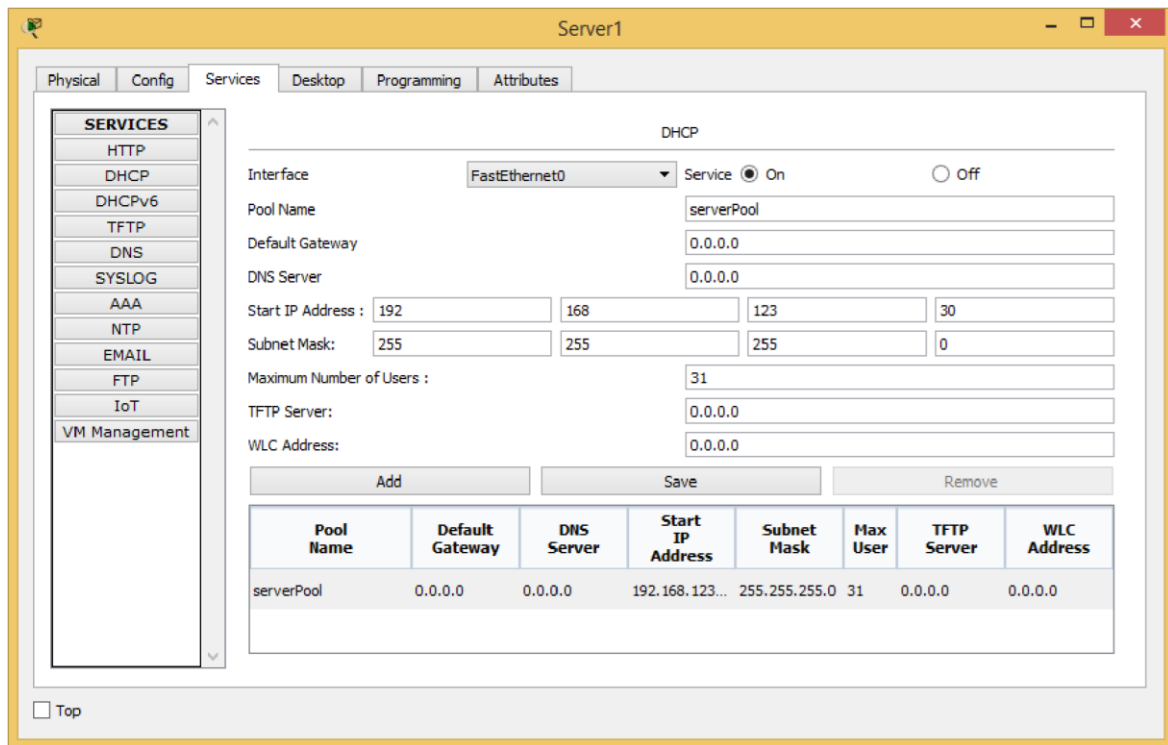 Server1
Physical Config Services Desktop Programming Attributes
SERVICES
HTTP
DHCP
DHCPv6
TFTP
DNS
SYSLOG
AAA
NTP
EMAIL
FTP
IoT
VM Management
DHCP
Interface FastEthernet0 Service On Off
Pool Name serverPool
Default Gateway 0.0.0.0
DNS Server 0.0.0.0
Start IP Address : 192 168 123 30
Subnet Mask: 255 255 255 0
Maximum Number of Users : 31
TFTP Server: 0.0.0.0
WLC Address: 0.0.0.0
Add Save Remove
Pool Name Default Gateway DNS Server Start IP Address Subnet Mask Max User TFTP Server WLC Address
serverPool 0.0.0.0 0.0.0.0 192.168.123... 255.255.255.0 31 0.0.0.0 0.0.0.0
Top